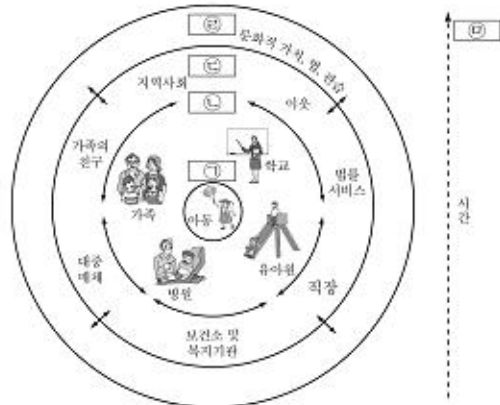 ㉣
문화적 가치, 법, 관습
㉤
㉢
지역사회
㉡
이웃
가족의
친구
㉠
학교
법률
서비스
가족
아동
시간
유아원
대중
매체
병원
직장
보건소 및
복지기관